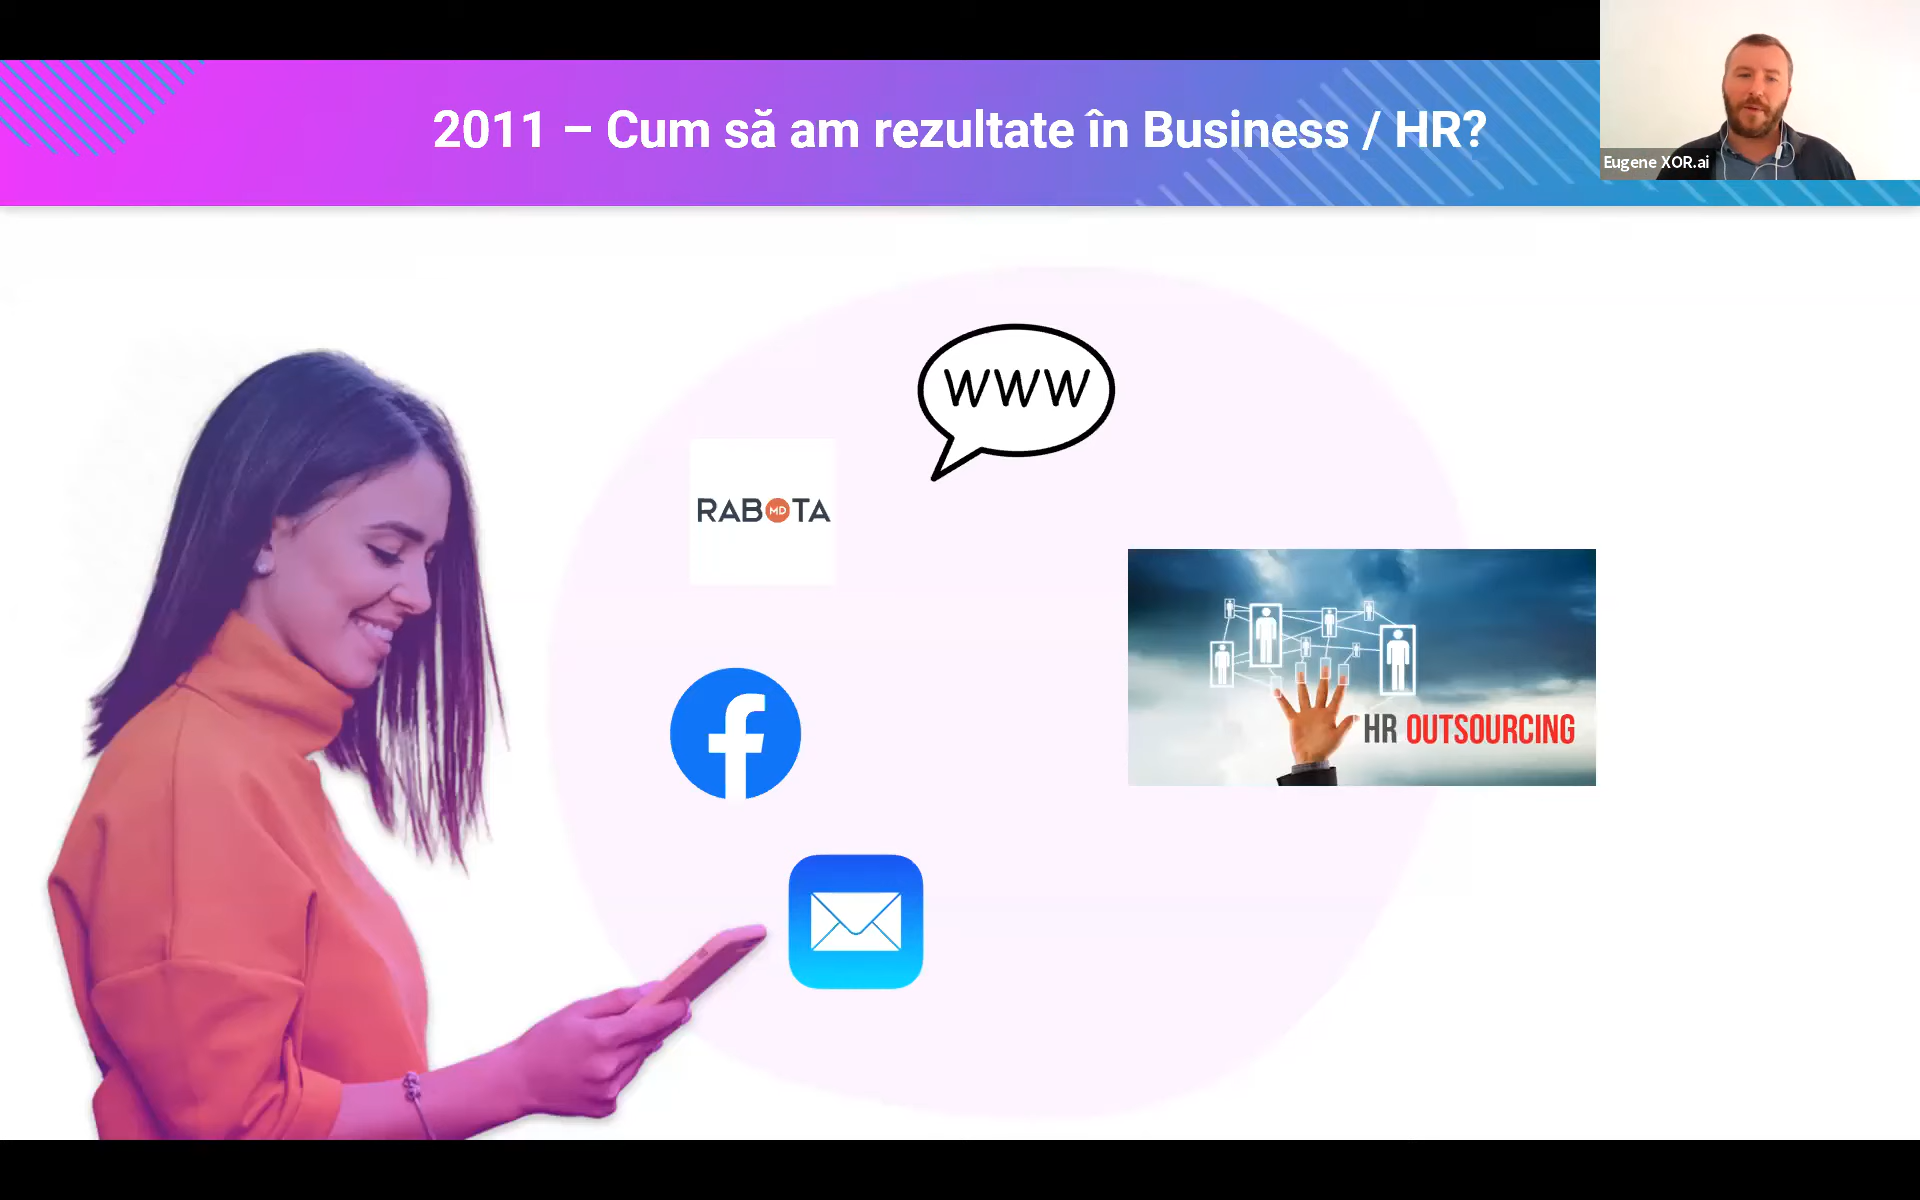 2011 – Cum să am rezultate în Business / HR?
Eugene XOR.ai
WWW
RABOTA
MD
HR OUTSOURCING